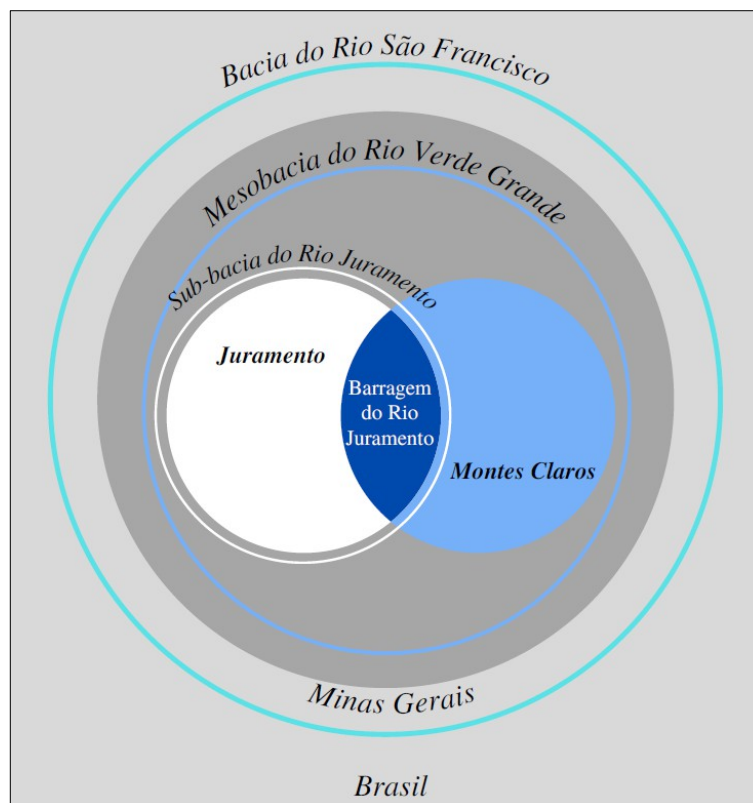 Bacia do Rio São Francisco
Mesobacia do Rio Verde Grande
Sub-bacia do Rio Juramento
Juramento
Barragem
do Rio
Juramento
Montes Claros
Minas Gerais
Brasil